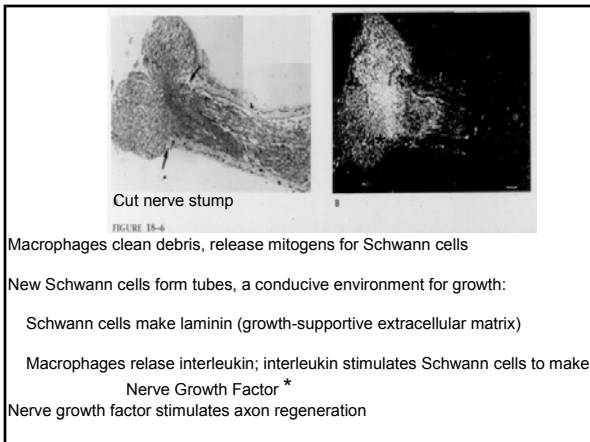 *
Cut nerve stump
B
FIGURE 18-6
Macrophages clean debris, release mitogens for Schwann cells
New Schwann cells form tubes, a conducive environment for growth:
Schwann cells make laminin (growth-supportive extracellular matrix)
Macrophages relase interleukin; interleukin stimulates Schwann cells to make
Nerve Growth Factor *
Nerve growth factor stimulates axon regeneration